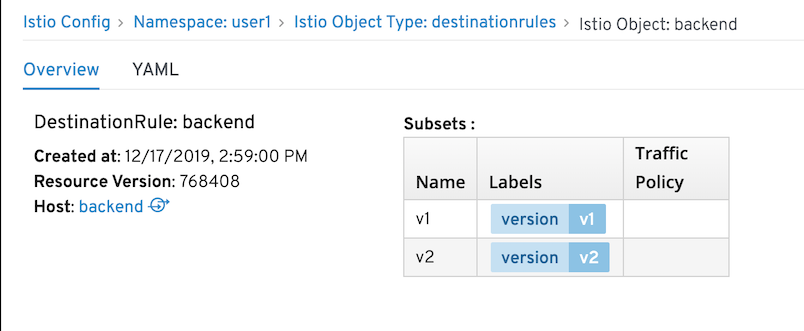 Istio Config > Namespace: user1 > Istio Object Type: destinationrules > Istio Object: backend
Overview YAML
DestinationRule: backend
Created at: 12/17/2019, 2:59:00 PM
Resource Version: 768408
Host: backend
Subsets :
Name Labels Traffic Policy
v1 version v1
v2 version v2